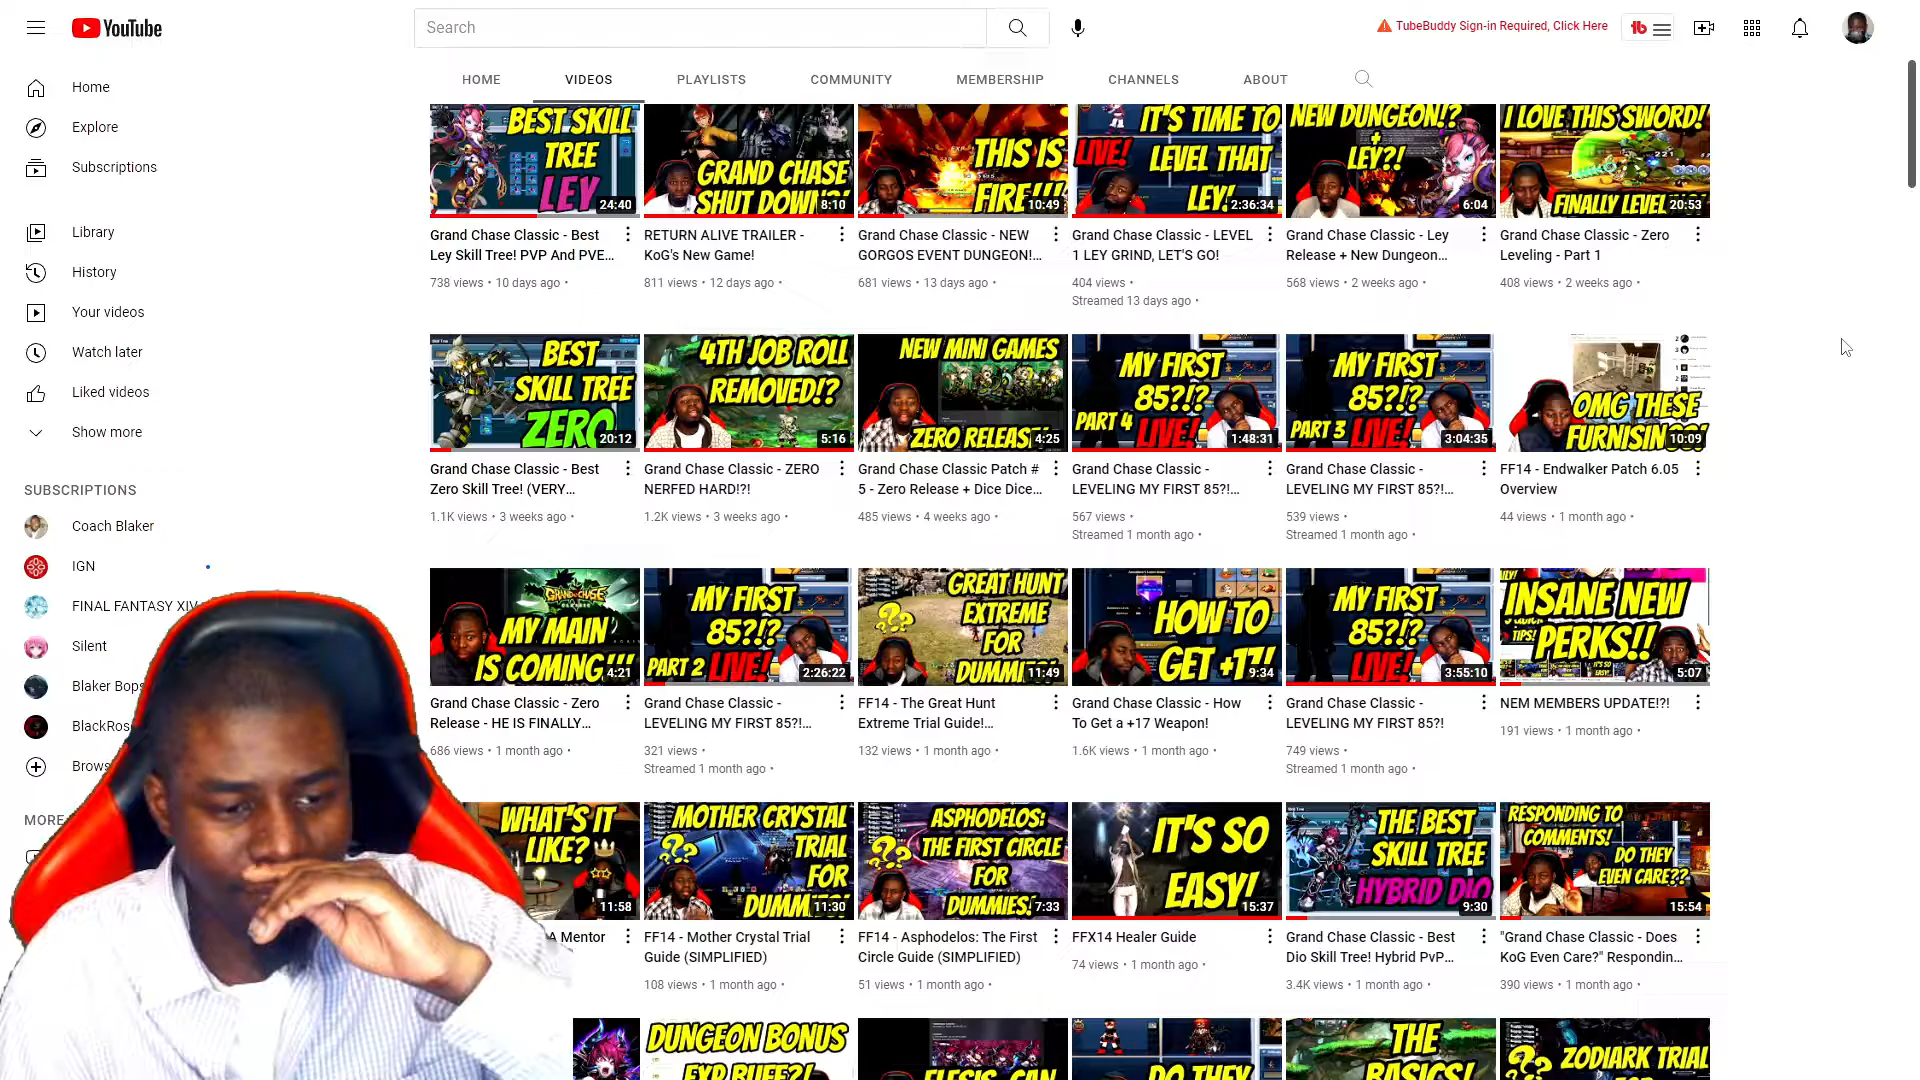 YouTube
Search
TubeBuddy Sign-in Required, Click Here
tb
HOME
VIDEOS
PLAYLISTS
COMMUNITY
MEMBERSHIP
CHANNELS
ABOUT
Home
Explore
Subscriptions
Library
History
Your videos
Watch later
Liked videos
Show more
SUBSCRIPTIONS
Coach Blaker
IGN
FINAL FANTASY XIV
Silent
Blaker Bops
BlackRos
Brows
MORE
BEST SKILL
TREE
LEY
24:40
GRAND CHASE
SHUT DOWN
8:10
THIS IS
FIRE!!!
10:49
IT'S TIME TO
LIVE!
LEVEL THAT
LEY!
2:36:34
NEW DUNGEON!?
+
LEY?!
6:04
I LOVE THIS SWORD!
FINALLY LEVEL
20:53
Grand Chase Classic - Best
Ley Skill Tree! PVP And PVE...
738 views • 10 days ago •
RETURN ALIVE TRAILER -
KoG's New Game!
811 views • 12 days ago •
Grand Chase Classic - NEW
GORGOS EVENT DUNGEON!...
681 views • 13 days ago •
Grand Chase Classic - LEVEL
1 LEY GRIND, LET'S GO!
404 views •
Streamed 13 days ago •
Grand Chase Classic - Ley
Release + New Dungeon...
568 views • 2 weeks ago •
Grand Chase Classic - Zero
Leveling - Part 1
408 views • 2 weeks ago •
BEST
SKILL TREE
ZERO
20:12
4TH JOB ROLL
REMOVED!?
5:16
NEW MINI GAMES
ZERO RELEASE
4:25
MY FIRST
85?!?
PART 4 LIVE!
1:48:31
MY FIRST
85?!?
PART 3 LIVE!
3:04:35
OMG THESE
FURNISINGS
10:09
Grand Chase Classic - Best
Zero Skill Tree! (VERY...
1.1K views • 3 weeks ago •
Grand Chase Classic - ZERO
NERFED HARD!?!
1.2K views • 3 weeks ago •
Grand Chase Classic Patch #
5 - Zero Release + Dice Dice...
485 views • 4 weeks ago •
Grand Chase Classic -
LEVELING MY FIRST 85?!...
567 views •
Streamed 1 month ago •
Grand Chase Classic -
LEVELING MY FIRST 85?!...
539 views •
Streamed 1 month ago •
FF14 - Endwalker Patch 6.05
Overview
44 views • 1 month ago •
GRAND CHASE
MY MAIN
IS COMING!!!
4:21
MY FIRST
85?!?
PART 2 LIVE!
2:26:22
GREAT HUNT
EXTREME
FOR
DUMMIES
11:49
HOW TO
GET +17!
9:34
MY FIRST
85?!?
LIVE!
3:55:10
INSANE NEW
TIPS!
PERKS!!
5:07
Grand Chase Classic - Zero
Release - HE IS FINALLY...
686 views • 1 month ago •
Grand Chase Classic -
LEVELING MY FIRST 85?!...
321 views •
Streamed 1 month ago •
FF14 - The Great Hunt
Extreme Trial Guide!...
132 views • 1 month ago •
Grand Chase Classic - How
To Get a +17 Weapon!
1.6K views • 1 month ago •
Grand Chase Classic -
LEVELING MY FIRST 85?!
749 views •
Streamed 1 month ago •
NEM MEMBERS UPDATE!?!
191 views • 1 month ago •
WHAT'S IT
LIKE?
11:58
MOTHER CRYSTAL
TRIAL
FOR
DUMMIES
11:30
ASPHODELOS:
THE FIRST CIRCLE
FOR
DUMMIES!
7:33
IT'S SO
EASY!
15:37
THE BEST
SKILL TREE
HYBRID DIO
9:30
RESPONDING TO
COMMENTS!
DO THEY
EVEN CARE??
15:54
A Mentor
FF14 - Mother Crystal Trial
Guide (SIMPLIFIED)
108 views • 1 month ago •
FF14 - Asphodelos: The First
Circle Guide (SIMPLIFIED)
51 views • 1 month ago •
FFX14 Healer Guide
74 views • 1 month ago •
Grand Chase Classic - Best
Dio Skill Tree! Hybrid PvP...
3.4K views • 1 month ago •
"Grand Chase Classic - Does
KoG Even Care?" Respondin...
390 views • 1 month ago •
DUNGEON BONUS
EXP BUFF?!
ELESIS, CAN
DO THEY
THE
BASICS!
ZODIARK TRIAL
FOR